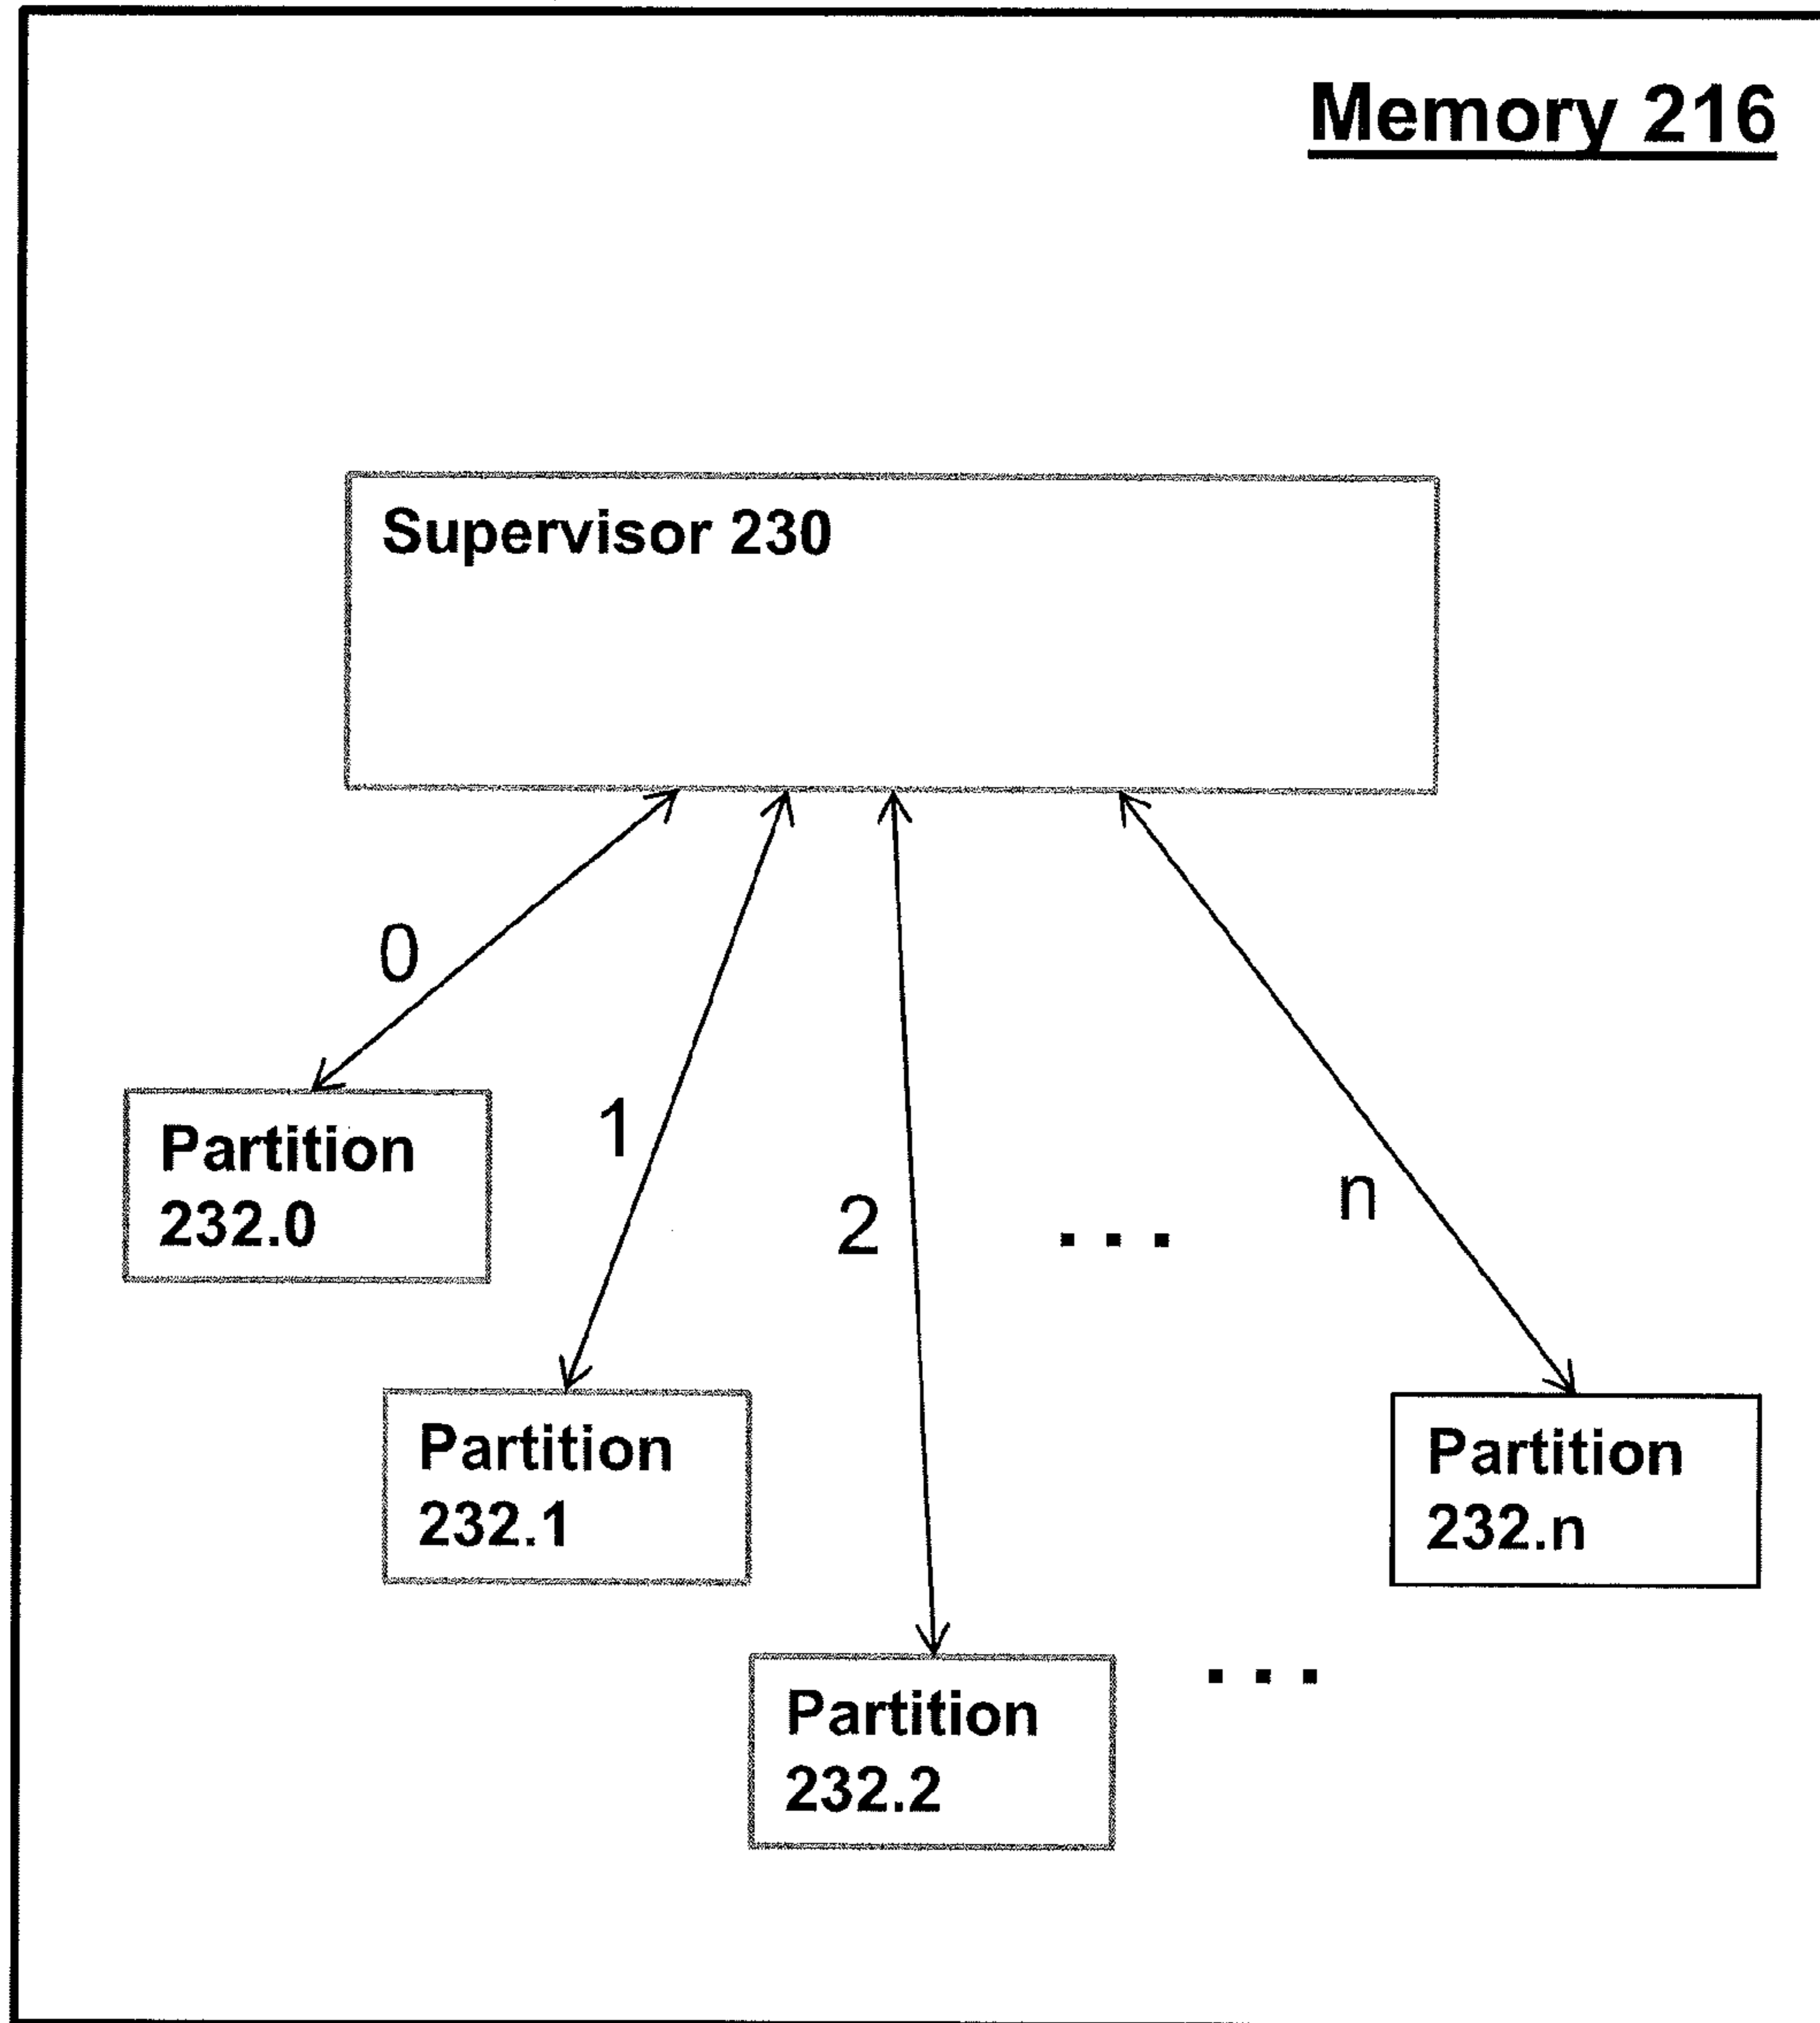 Memory 216
Supervisor 230
0
1
2
...
n
Partition
232.0
Partition
232.1
Partition
232.2
...
Partition
232.n